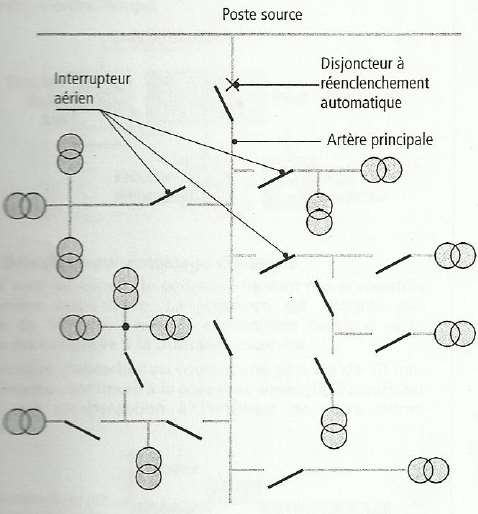 Poste source
Disjoncteur à
réenclenchement
automatique
Interrupteur
aérien
Artère principale